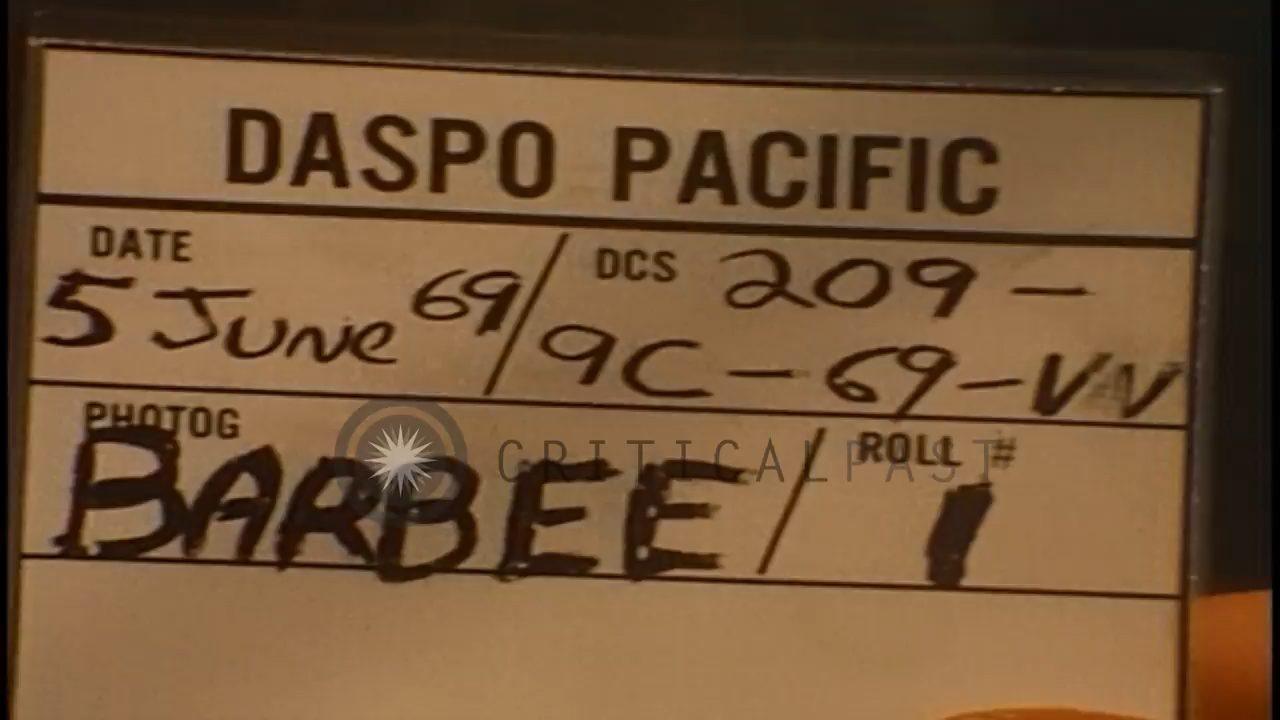 DASPO PACIFIC
DATE
5 June 69
DCS 209-
9C-69-VN
PHOTOG
BARBEE
ROLL #
1
CRITICALPAST